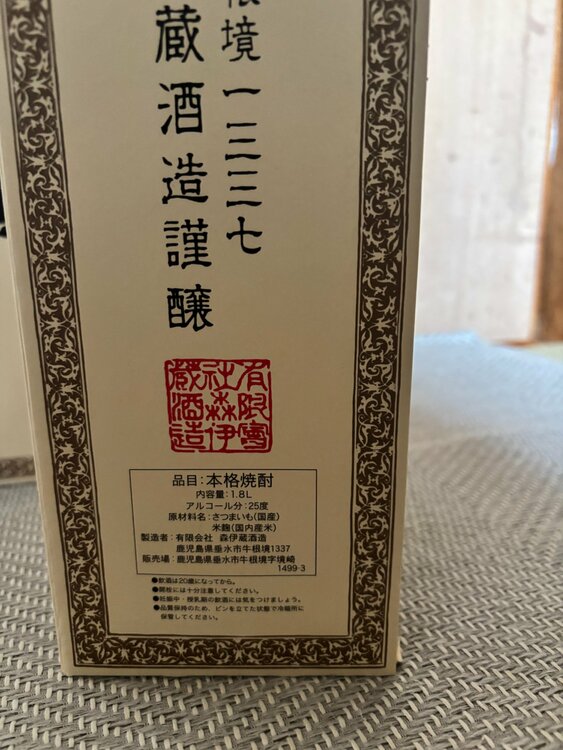 根境一三三七
蔵酒造謹醸
有限會
社森伊
蔵酒造
品目:本格焼酎
内容量:1.8L
アルコール分:25度
原材料名:さつまいも(国産)
米麹(国内産米)
製造者:有限会社 森伊蔵酒造
鹿児島県垂水市牛根境1337
販売場:鹿児島県垂水市牛根境字境崎
1499-3
●飲酒は20歳になってから。
●開栓には十分注意してください。
●妊娠中・授乳期の飲酒には気をつけましょう。
●品質保持のため、ビンを立てた状態で冷暗所に
保管してください。